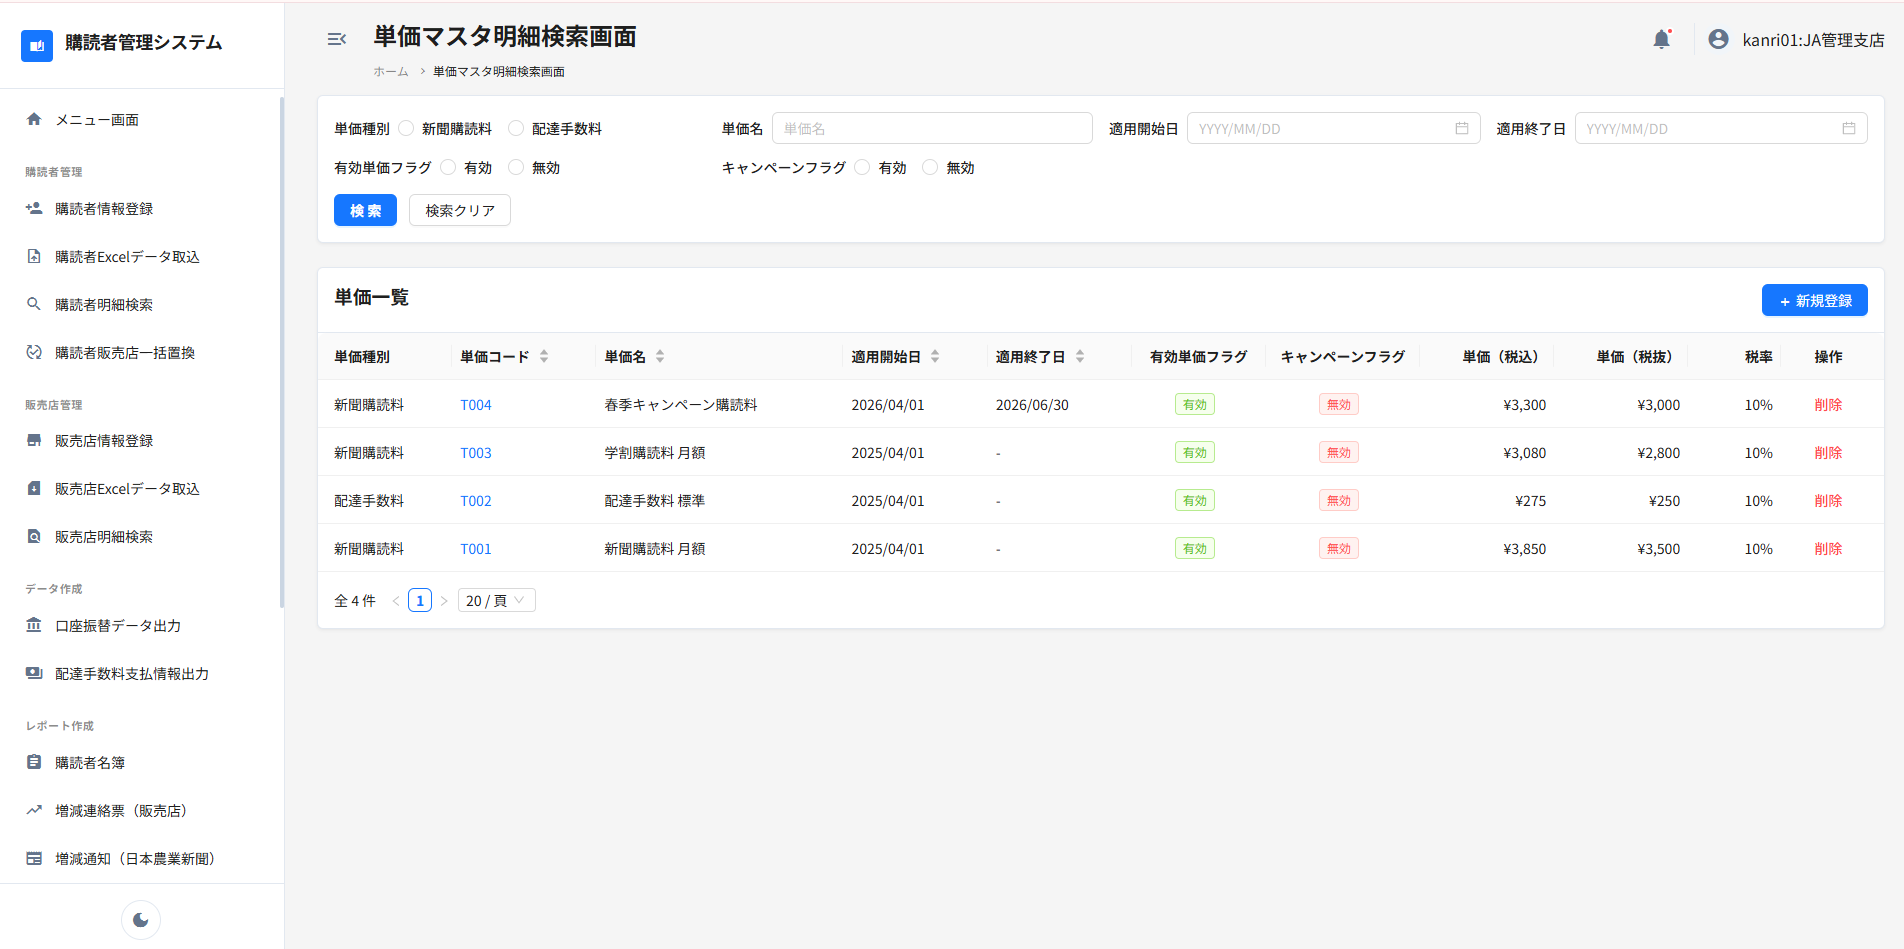 購読者管理システム
メニュー画面
購読者管理
購読者情報登録
購読者Excelデータ取込
購読者明細検索
購読者販売店一括置換
販売店管理
販売店情報登録
販売店Excelデータ取込
販売店明細検索
データ作成
口座振替データ出力
配達手数料支払情報出力
レポート作成
購読者名簿
増減連絡票（販売店）
増減通知（日本農業新聞）
単価マスタ明細検索画面
kanri01:JA管理支店
ホーム > 単価マスタ明細検索画面
単価種別 新聞購読料 配達手数料 単価名 単価名 適用開始日 YYYY/MM/DD 適用終了日 YYYY/MM/DD
有効単価フラグ 有効 無効 キャンペーンフラグ 有効 無効
検索 検索クリア
単価一覧
+ 新規登録
単価種別 単価コード 単価名 適用開始日 適用終了日 有効単価フラグ キャンペーンフラグ 単価（税込） 単価（税抜） 税率 操作
新聞購読料 T004 春季キャンペーン購読料 2026/04/01 2026/06/30 有効 無効 ¥3,300 ¥3,000 10% 削除
新聞購読料 T003 学割購読料 月額 2025/04/01 - 有効 無効 ¥3,080 ¥2,800 10% 削除
配達手数料 T002 配達手数料 標準 2025/04/01 - 有効 無効 ¥275 ¥250 10% 削除
新聞購読料 T001 新聞購読料 月額 2025/04/01 - 有効 無効 ¥3,850 ¥3,500 10% 削除
全 4 件 < 1 > 20 / 頁